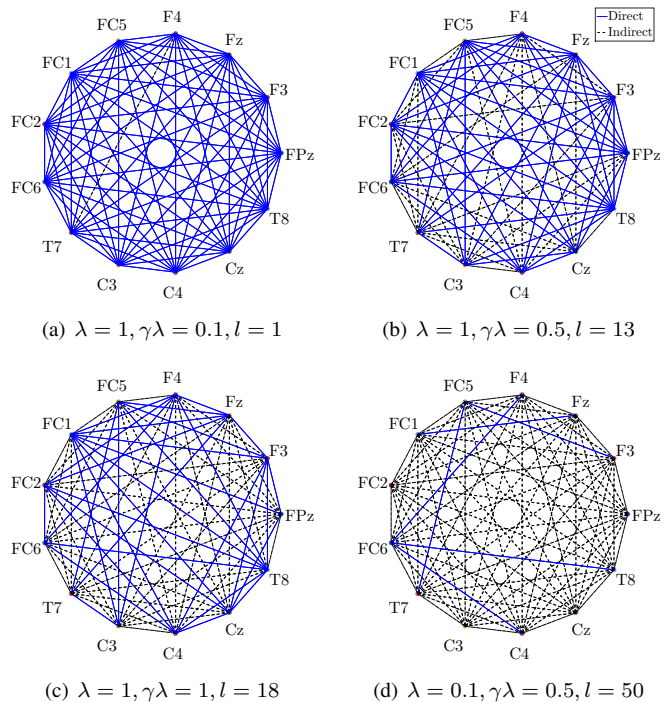 F4
FC5
Fz
FC1
F3
FC2
FPz
FC6
T8
T7
Cz
C3
C4
(a) λ = 1, γλ = 0.1, l = 1
Direct
Indirect
F4
FC5
Fz
FC1
F3
FC2
FPz
FC6
T8
T7
Cz
C3
C4
(b) λ = 1, γλ = 0.5, l = 13
F4
FC5
Fz
FC1
F3
FC2
FPz
FC6
T8
T7
Cz
C3
C4
(c) λ = 1, γλ = 1, l = 18
F4
FC5
Fz
FC1
F3
FC2
FPz
FC6
T8
T7
Cz
C3
C4
(d) λ = 0.1, γλ = 0.5, l = 50